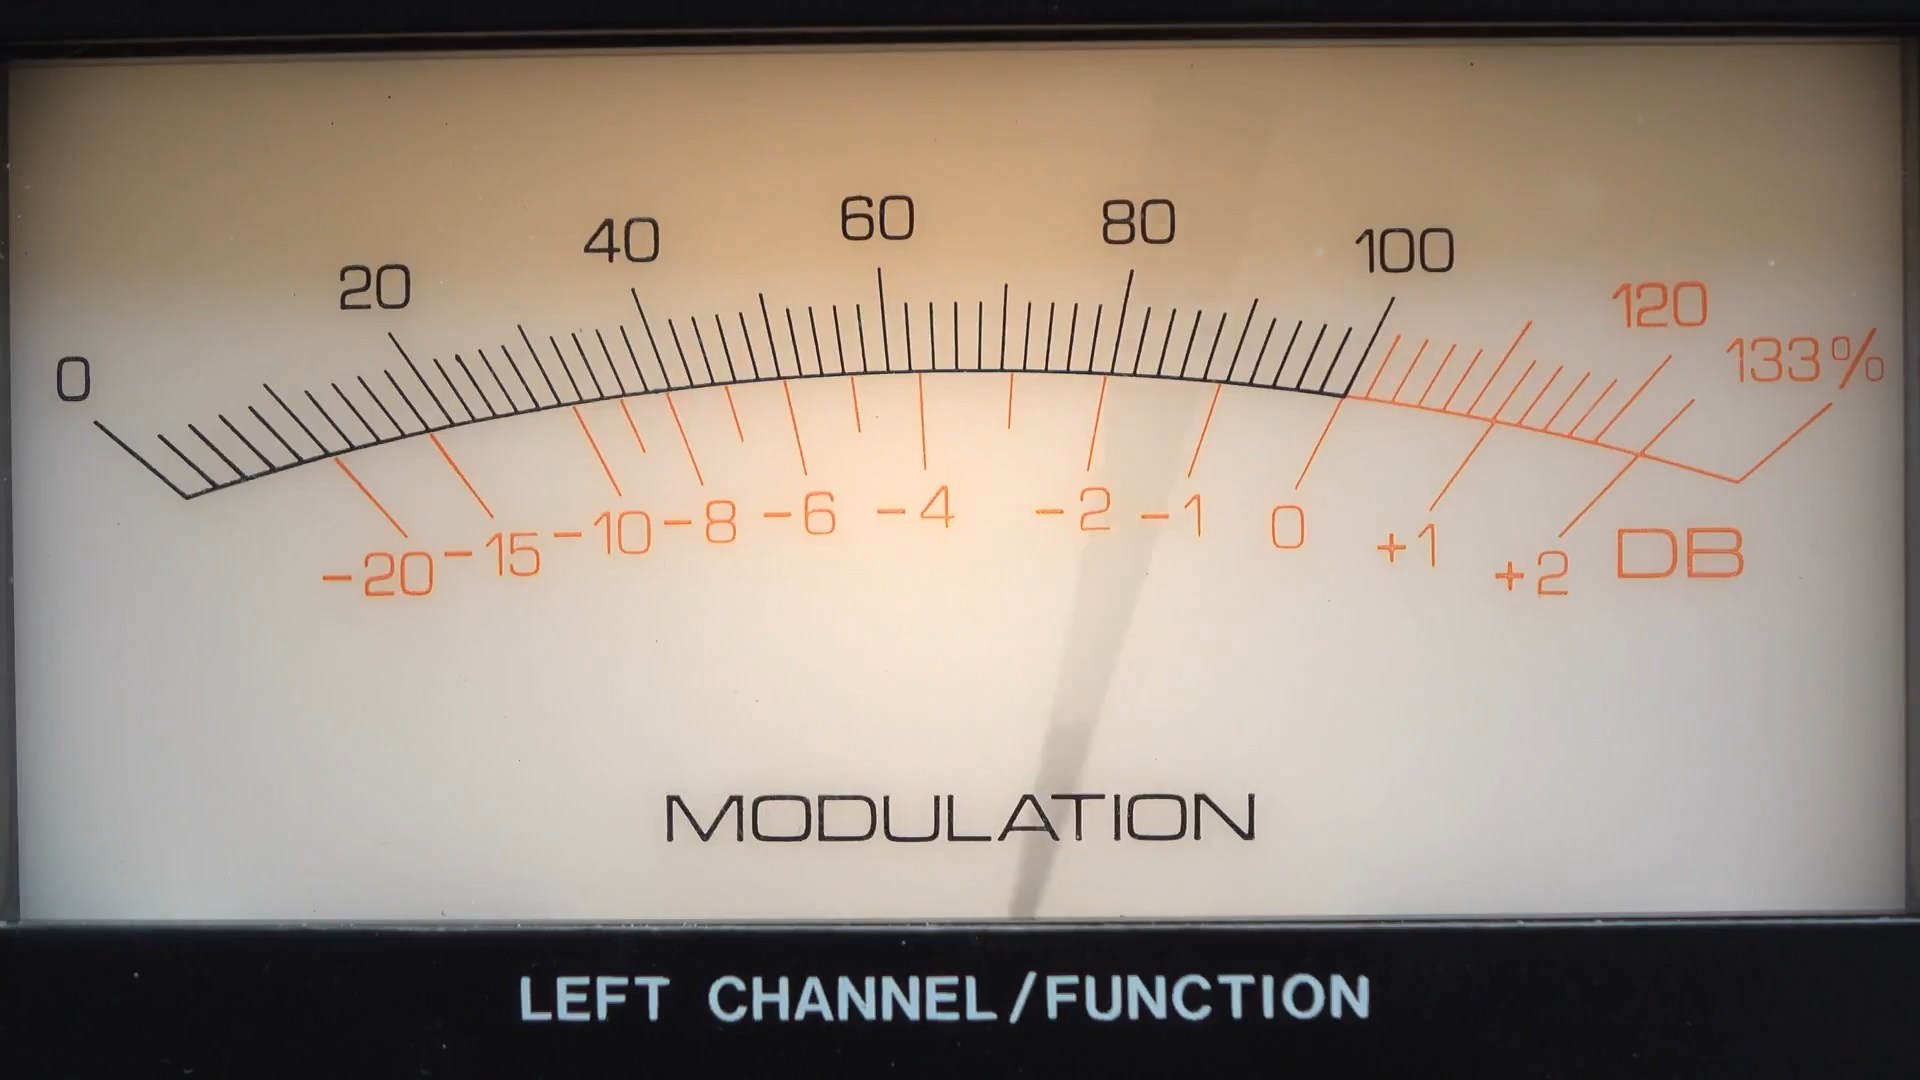 0 20 40 60 80 100 120 133%
-20 -15 -10 -8 -6 -4 -2 -1 0 +1 +2 DB
MODULATION
LEFT CHANNEL/FUNCTION